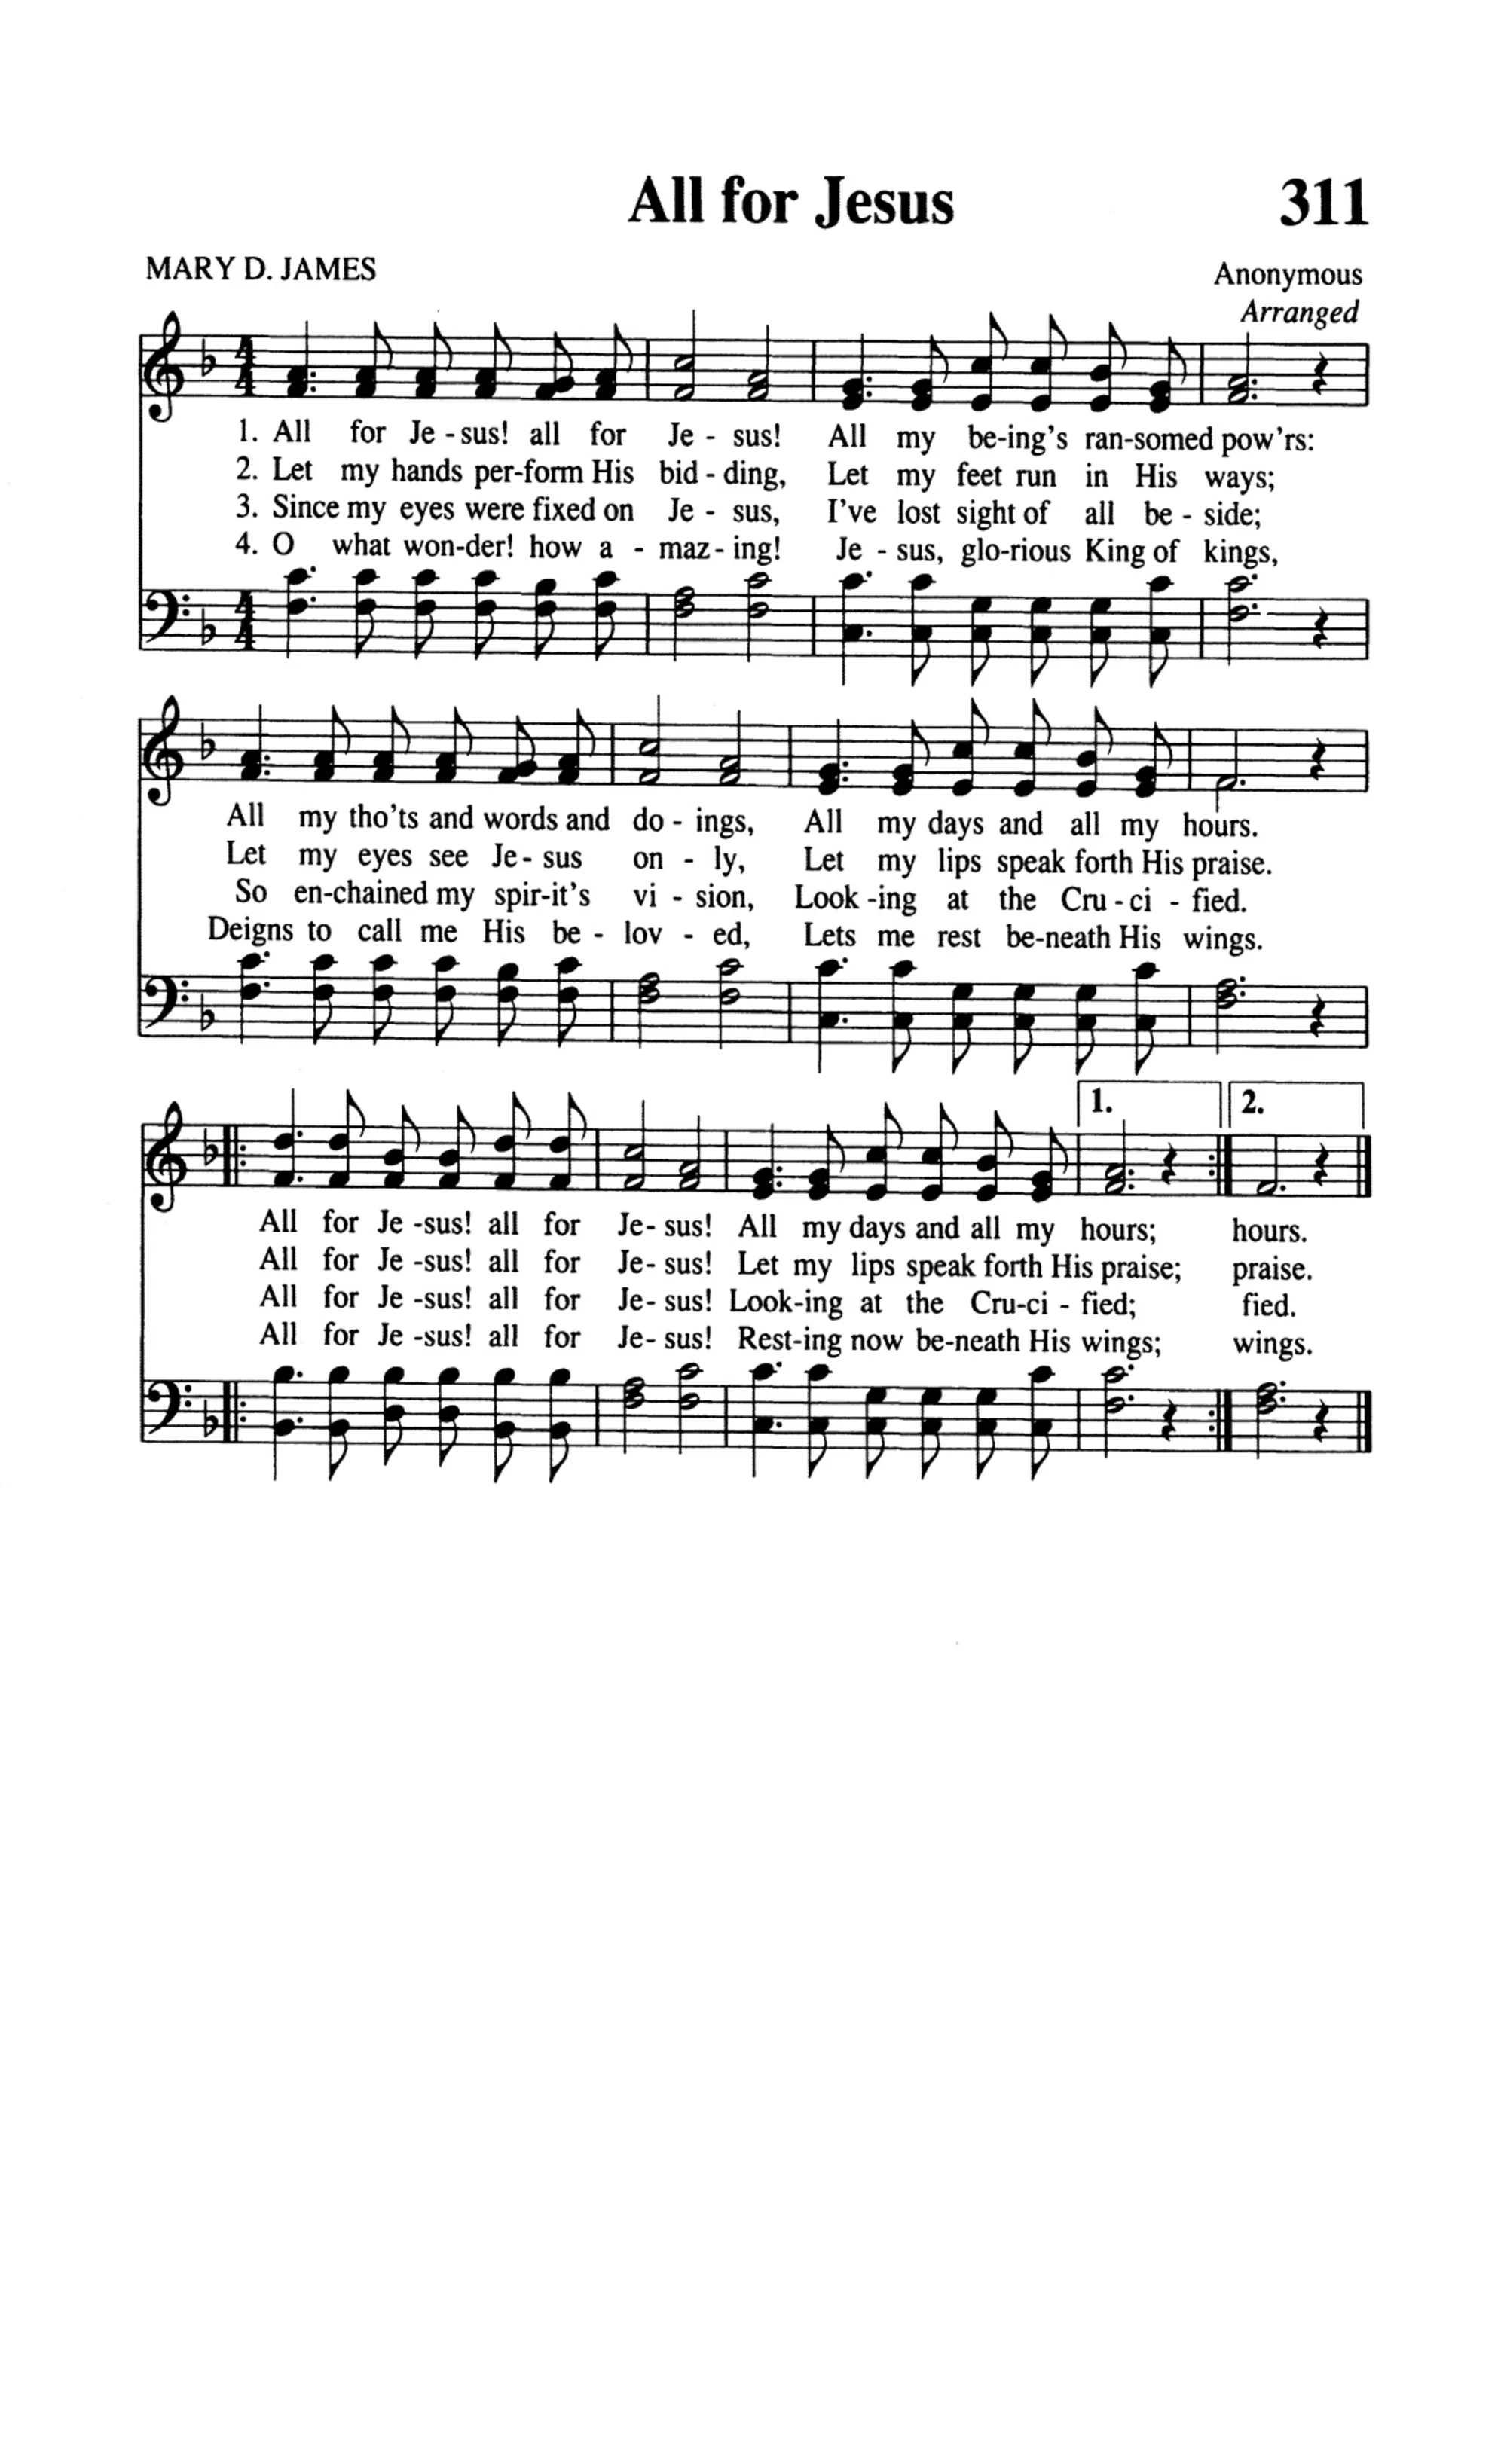 All for Jesus 311
MARY D. JAMES
Anonymous
Arranged
1. All for Je - sus! all for Je - sus! All my be-ing's ran-somed pow'rs:
2. Let my hands per-form His bid - ding, Let my feet run in His ways;
3. Since my eyes were fixed on Je - sus, I've lost sight of all be - side;
4. O what won-der! how a - maz - ing! Je - sus, glo-rious King of kings,
All my tho'ts and words and do - ings, All my days and all my hours.
Let my eyes see Je - sus on - ly, Let my lips speak forth His praise.
So en-chained my spir-it's vi - sion, Look -ing at the Cru - ci - fied.
Deigns to call me His be - lov - ed, Lets me rest be-neath His wings.
1. 2.
All for Je -sus! all for Je- sus! All my days and all my hours; hours.
All for Je -sus! all for Je- sus! Let my lips speak forth His praise; praise.
All for Je -sus! all for Je- sus! Look-ing at the Cru-ci - fied; fied.
All for Je -sus! all for Je- sus! Rest-ing now be-neath His wings; wings.